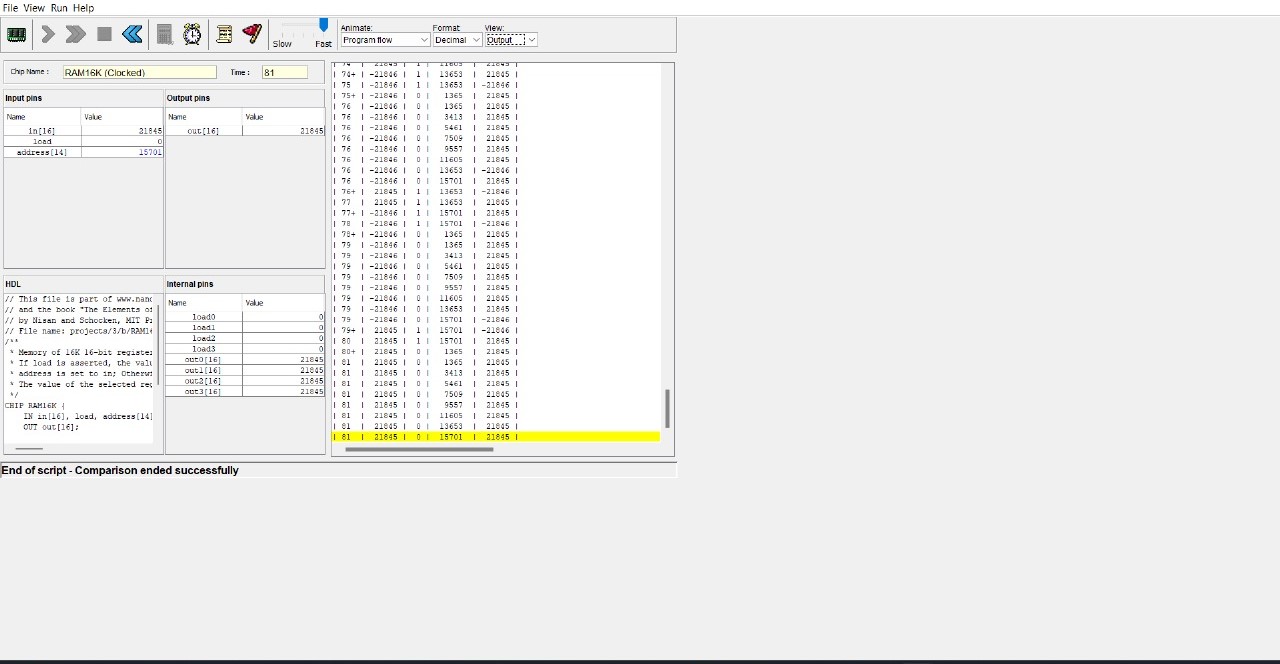 File View Run Help
Slow Fast
Animate:
Program flow
Format
Decimal
View:
Output
Chip Name : RAM16K (Clocked) Time : 81
Input pins
Name Value
in[16] 21845
load 0
address[14] 15701
Output pins
Name Value
out[16] 21845
HDL
// This file is part of www.nand
// and the book "The Elements of
// by Nisan and Schocken, MIT P
// File name: projects/3/b/RAM16
/**
* Memory of 16K 16-bit register
* If load is asserted, the valu
* address is set to in; Otherwi
* The value of the selected reg
*/
CHIP RAM16K {
IN in[16], load, address[14]
OUT out[16];
Internal pins
Name Value
load0 0
load1 0
load2 0
load3 0
out0[16] 21845
out1[16] 21845
out2[16] 21845
out3[16] 21845
| 74 | 21845 | 1 | 11605 | 21845 |
| 74+ | -21846 | 1 | 13653 | 21845 |
| 75 | -21846 | 1 | 13653 | -21846 |
| 75+ | -21846 | 0 | 1365 | 21845 |
| 76 | -21846 | 0 | 1365 | 21845 |
| 76 | -21846 | 0 | 3413 | 21845 |
| 76 | -21846 | 0 | 5461 | 21845 |
| 76 | -21846 | 0 | 7509 | 21845 |
| 76 | -21846 | 0 | 9557 | 21845 |
| 76 | -21846 | 0 | 11605 | 21845 |
| 76 | -21846 | 0 | 13653 | -21846 |
| 76 | -21846 | 0 | 15701 | 21845 |
| 76+ | 21845 | 1 | 13653 | -21846 |
| 77 | 21845 | 1 | 13653 | 21845 |
| 77+ | -21846 | 1 | 15701 | 21845 |
| 78 | -21846 | 1 | 15701 | -21846 |
| 78+ | -21846 | 0 | 1365 | 21845 |
| 79 | -21846 | 0 | 1365 | 21845 |
| 79 | -21846 | 0 | 3413 | 21845 |
| 79 | -21846 | 0 | 5461 | 21845 |
| 79 | -21846 | 0 | 7509 | 21845 |
| 79 | -21846 | 0 | 9557 | 21845 |
| 79 | -21846 | 0 | 11605 | 21845 |
| 79 | -21846 | 0 | 13653 | 21845 |
| 79 | -21846 | 0 | 15701 | -21846 |
| 79+ | 21845 | 1 | 15701 | -21846 |
| 80 | 21845 | 1 | 15701 | 21845 |
| 80+ | 21845 | 0 | 1365 | 21845 |
| 81 | 21845 | 0 | 1365 | 21845 |
| 81 | 21845 | 0 | 3413 | 21845 |
| 81 | 21845 | 0 | 5461 | 21845 |
| 81 | 21845 | 0 | 7509 | 21845 |
| 81 | 21845 | 0 | 9557 | 21845 |
| 81 | 21845 | 0 | 11605 | 21845 |
| 81 | 21845 | 0 | 13653 | 21845 |
| 81 | 21845 | 0 | 15701 | 21845 |
End of script - Comparison ended successfully